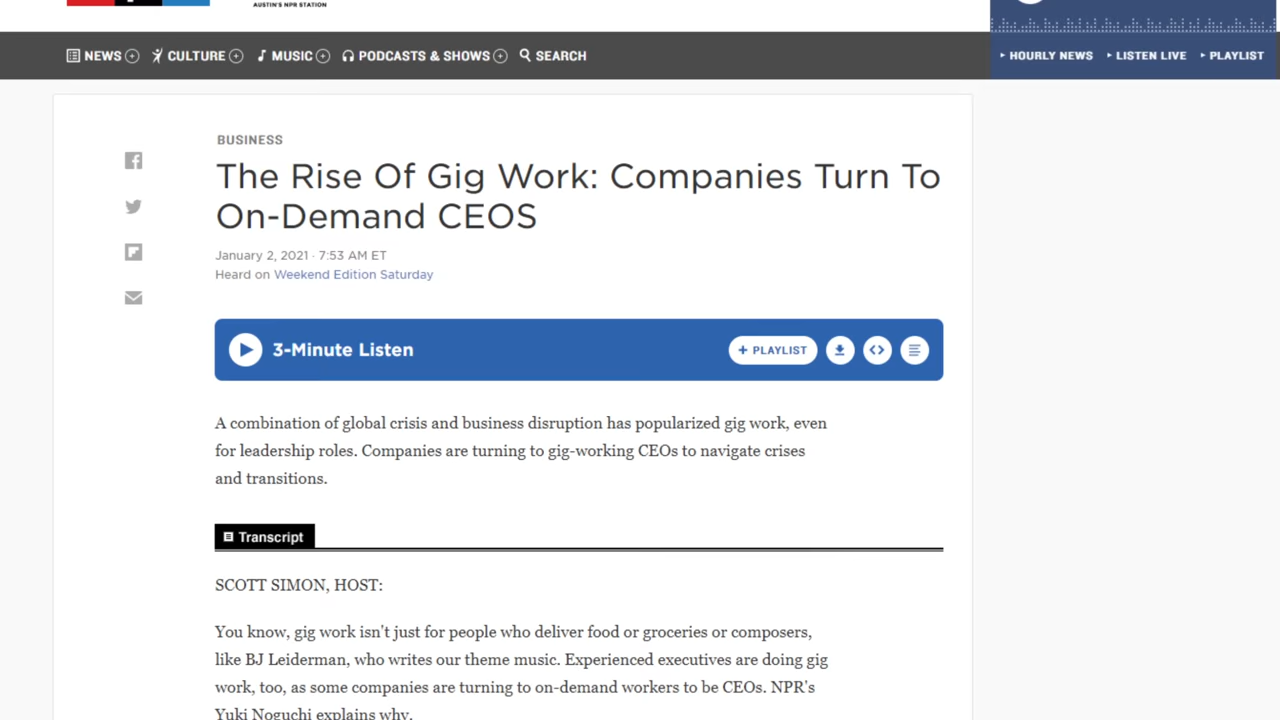 AUSTIN'S NPR STATION
NEWS CULTURE MUSIC PODCASTS & SHOWS SEARCH
HOURLY NEWS LISTEN LIVE PLAYLIST
BUSINESS
The Rise Of Gig Work: Companies Turn To
On-Demand CEOS
January 2, 2021 · 7:53 AM ET
Heard on Weekend Edition Saturday
3-Minute Listen
+ PLAYLIST
A combination of global crisis and business disruption has popularized gig work, even
for leadership roles. Companies are turning to gig-working CEOs to navigate crises
and transitions.
Transcript
SCOTT SIMON, HOST:
You know, gig work isn't just for people who deliver food or groceries or composers,
like BJ Leiderman, who writes our theme music. Experienced executives are doing gig
work, too, as some companies are turning to on-demand workers to be CEOs. NPR's
Yuki Noguchi explains why.